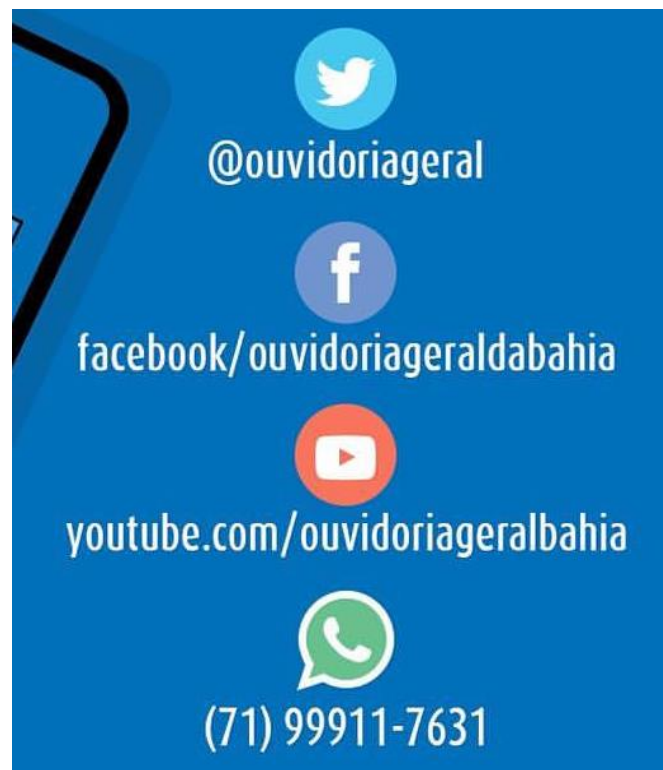 @ouvidoriageral
facebook/ouvidoriageraldabahia
youtube.com/ouvidoriageralbahia
(71) 99911-7631